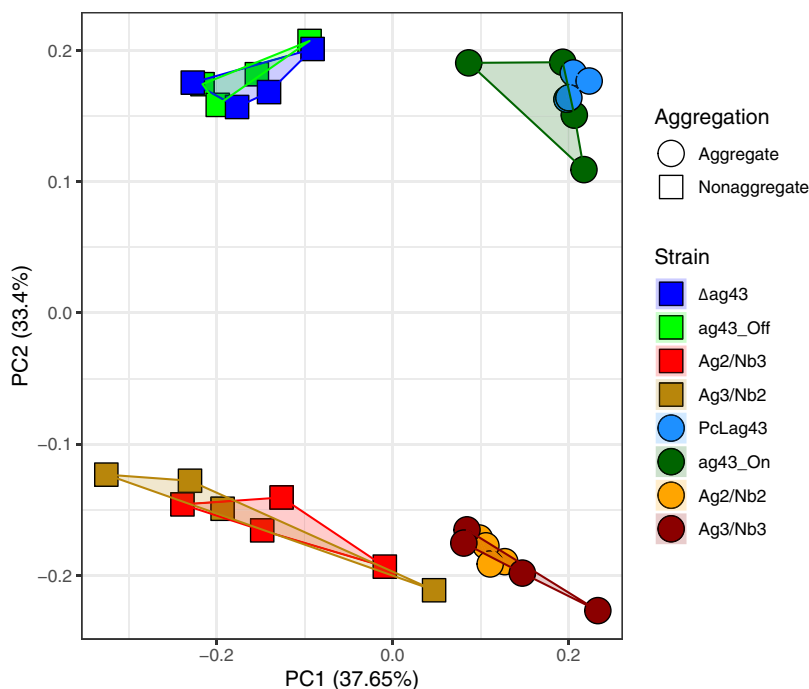 0.2
0.1
0.0
−0.1
−0.2
PC2 (33.4%)
−0.2
0.0
0.2
PC1 (37.65%)
Aggregation
Aggregate
Nonaggregate
Strain
Δag43
ag43_Off
Ag2/Nb3
Ag3/Nb2
PcLag43
ag43_On
Ag2/Nb2
Ag3/Nb3